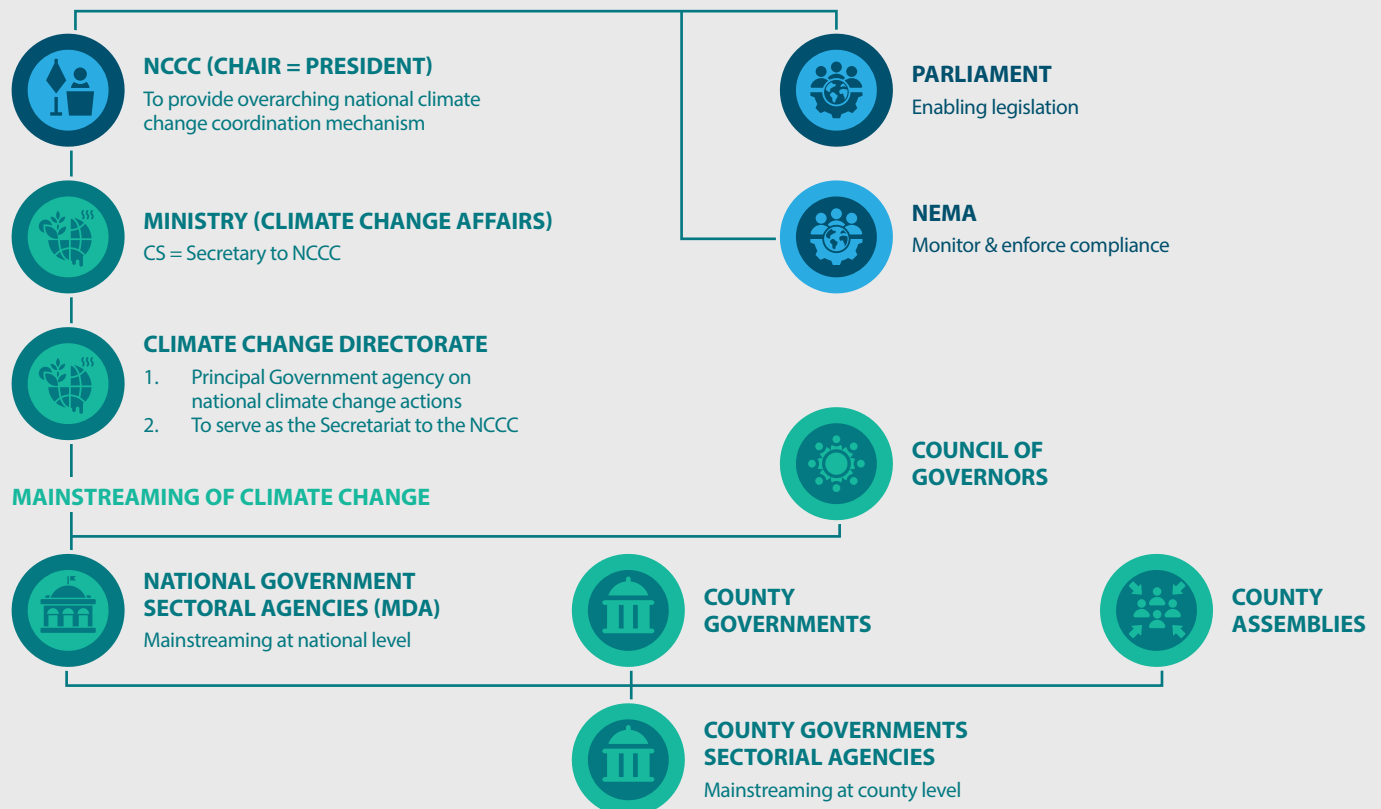 NCCC (CHAIR = PRESIDENT)
To provide overarching national climate
change coordination mechanism
PARLIAMENT
Enabling legislation
MINISTRY (CLIMATE CHANGE AFFAIRS)
CS = Secretary to NCCC
NEMA
Monitor & enforce compliance
CLIMATE CHANGE DIRECTORATE
1. Principal Government agency on
national climate change actions
2. To serve as the Secretariat to the NCCC
COUNCIL OF
GOVERNORS
MAINSTREAMING OF CLIMATE CHANGE
NATIONAL GOVERNMENT
SECTORAL AGENCIES (MDA)
Mainstreaming at national level
COUNTY
GOVERNMENTS
COUNTY
ASSEMBLIES
COUNTY GOVERNMENTS
SECTORIAL AGENCIES
Mainstreaming at county level